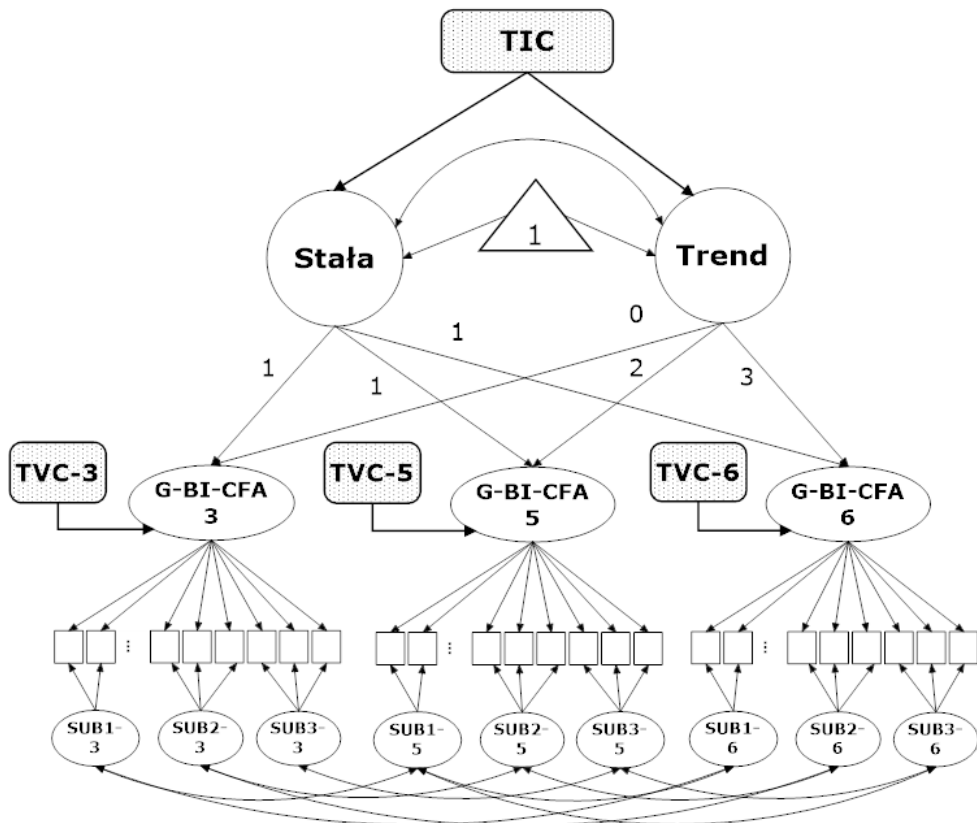 TIC
1
Stała
Trend
0
1
1
1
2
3
TVC-3
TVC-5
TVC-6
G-BI-CFA
3
G-BI-CFA
5
G-BI-CFA
6
...
...
...
SUB1-
3
SUB2-
3
SUB3-
3
SUB1-
5
SUB2-
5
SUB3-
5
SUB1-
6
SUB2-
6
SUB3-
6